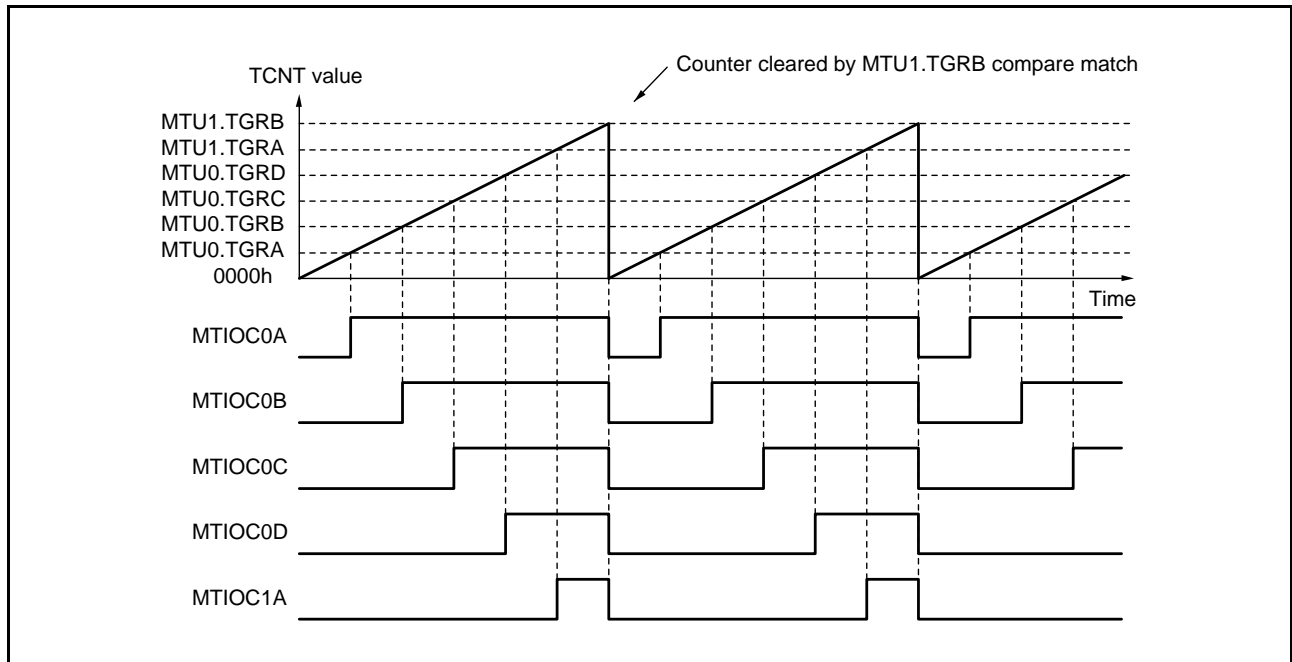 Counter cleared by MTU1.TGRB compare match
TCNT value
MTU1.TGRB
MTU1.TGRA
MTU0.TGRD
MTU0.TGRC
MTU0.TGRB
MTU0.TGRA
0000h
Time
MTIOC0A
MTIOC0B
MTIOC0C
MTIOC0D
MTIOC1A